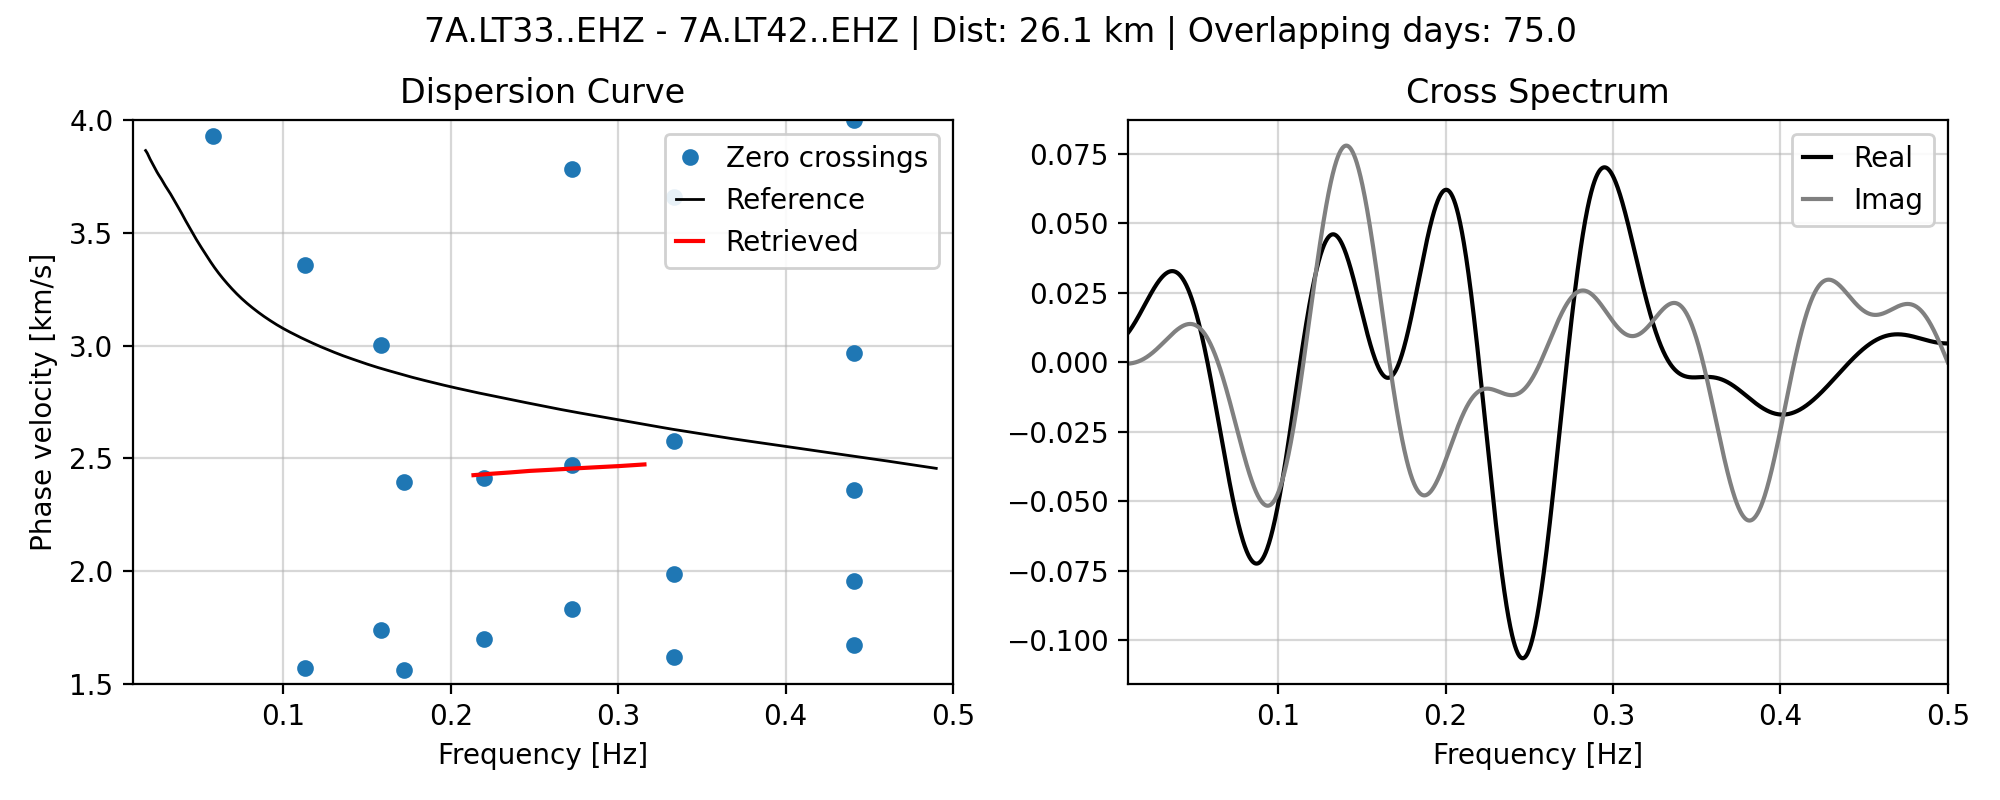 7A.LT33..EHZ - 7A.LT42..EHZ | Dist: 26.1 km | Overlapping days: 75.0
Dispersion Curve
4.0
3.5
3.0
2.5
2.0
1.5
Phase velocity [km/s]
0.1
0.2
0.3
0.4
0.5
Frequency [Hz]
Zero crossings
Reference
Retrieved
Cross Spectrum
0.075
0.050
0.025
0.000
−0.025
−0.050
−0.075
−0.100
0.1
0.2
0.3
0.4
0.5
Frequency [Hz]
Real
Imag